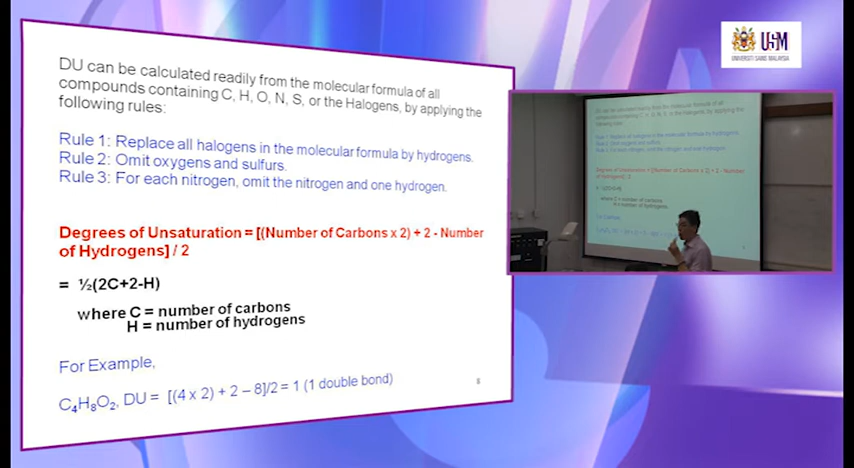 DU can be calculated readily from the molecular formula of all
compounds containing C, H, O, N, S, or the Halogens, by applying the
following rules:
Rule 1: Replace all halogens in the molecular formula by hydrogens.
Rule 2: Omit oxygens and sulfurs.
Rule 3: For each nitrogen, omit the nitrogen and one hydrogen.
Degrees of Unsaturation = [(Number of Carbons x 2) + 2 - Number
of Hydrogens] / 2
= ½(2C+2-H)
where C = number of carbons
H = number of hydrogens
For Example,
C₄H₈O₂, DU = [(4 x 2) + 2 – 8]/2 = 1 (1 double bond)
USM
UNIVERSITI SAINS MALAYSIA